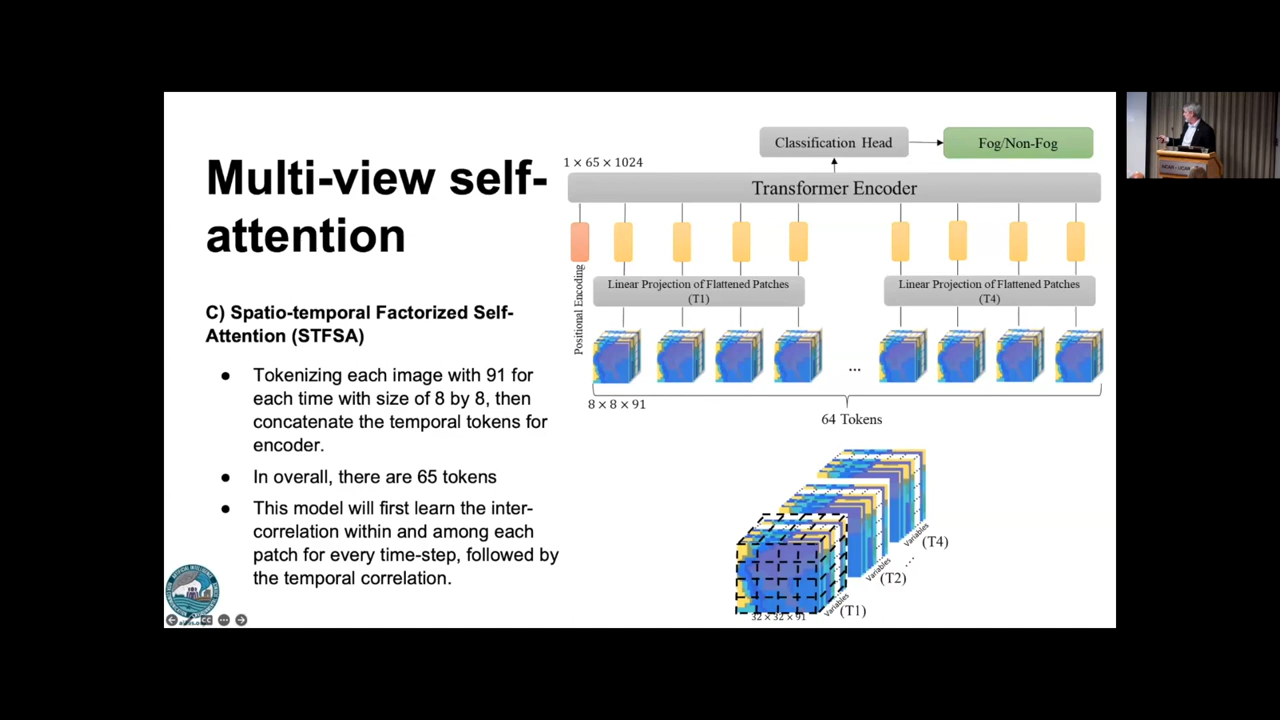 Multi-view self-
attention
C) Spatio-temporal Factorized Self-
Attention (STFSA)
● Tokenizing each image with 91 for
each time with size of 8 by 8, then
concatenate the temporal tokens for
encoder.
● In overall, there are 65 tokens
● This model will first learn the inter-
correlation within and among each
patch for every time-step, followed by
the temporal correlation.
Classification Head
Fog/Non-Fog
1 × 65 × 1024
Transformer Encoder
Positional Encoding
Linear Projection of Flattened Patches
(T1)
Linear Projection of Flattened Patches
(T4)
...
8 × 8 × 91
64 Tokens
Variables
(T4)
...
Variables
(T2)
Variables
(T1)
32 × 32 × 91
CC